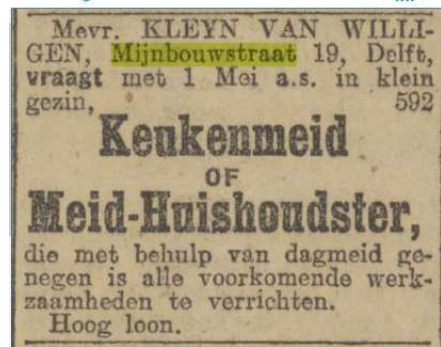 Mevr. KLEYN VAN WILLI-
GEN, Mijnbouwstraat 19, Delft,
vraagt met 1 Mei a.s. in klein
gezin, 592
Keukenmeid
OF
Meid-Huishoudster,
die met behulp van dagmeid ge-
negen is alle voorkomende werk-
zaamheden te verrichten.
Hoog loon.